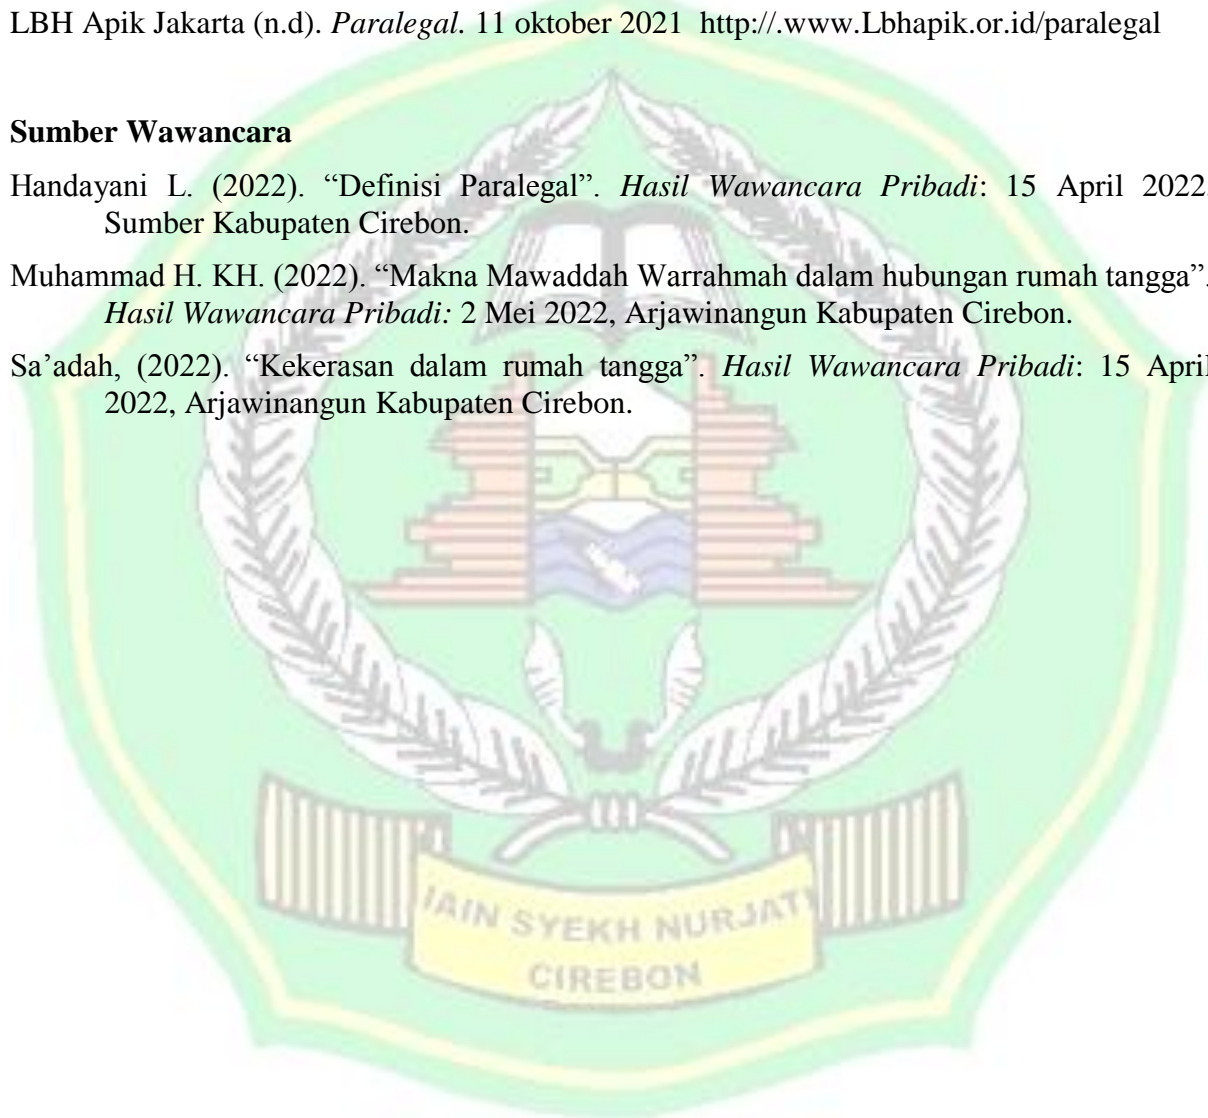 LBH Apik Jakarta (n.d). Paralegal. 11 oktober 2021  http://.www.Lbhapik.or.id/paralegal
Sumber Wawancara
Handayani L. (2022). “Definisi Paralegal”. Hasil Wawancara Pribadi: 15 April 2022.
Sumber Kabupaten Cirebon.
Muhammad H. KH. (2022). “Makna Mawaddah Warrahmah dalam hubungan rumah tangga”.
Hasil Wawancara Pribadi: 2 Mei 2022, Arjawinangun Kabupaten Cirebon.
Sa’adah, (2022). “Kekerasan dalam rumah tangga”. Hasil Wawancara Pribadi: 15 April
2022, Arjawinangun Kabupaten Cirebon.
IAIN SYEKH NURJATI
CIREBON